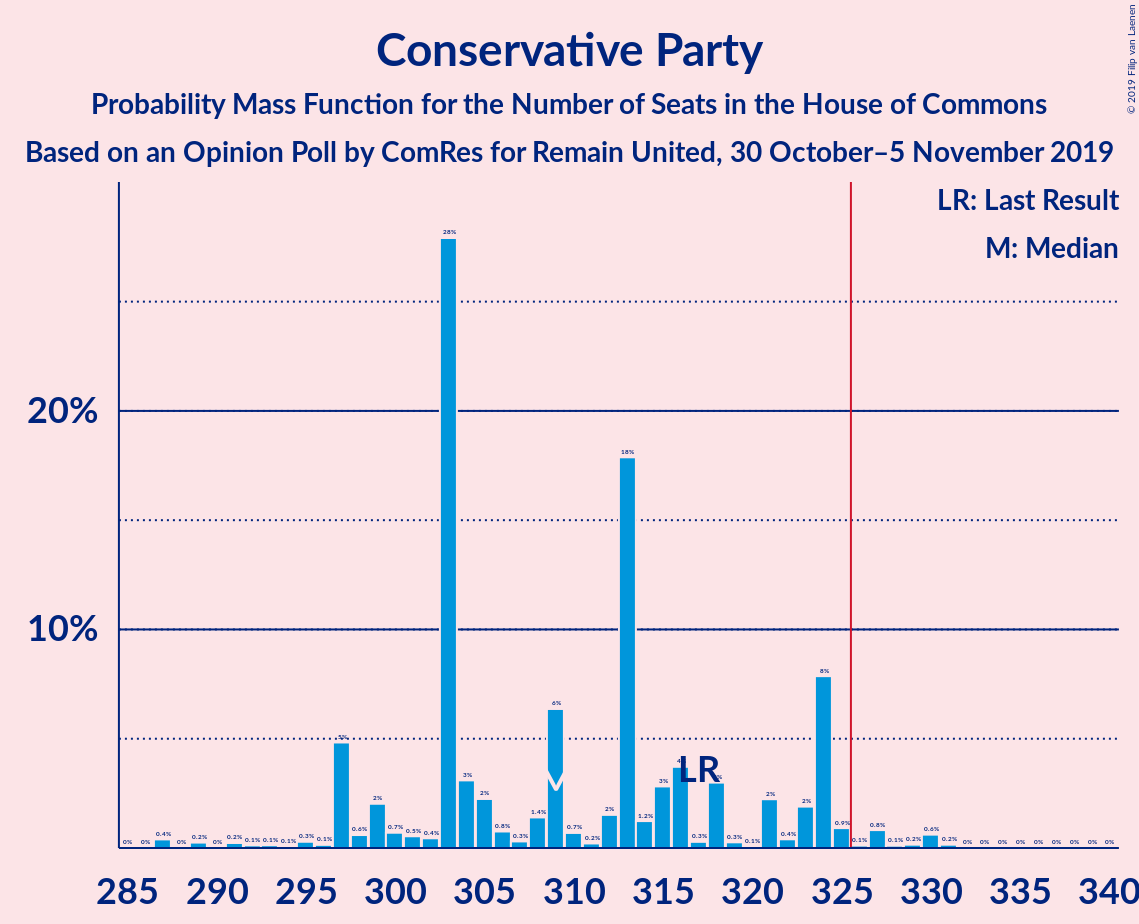 © 2019 Filip van Laenen
Conservative Party
Probability Mass Function for the Number of Seats in the House of Commons
Based on an Opinion Poll by ComRes for Remain United, 30 October–5 November 2019
LR: Last Result
M: Median
20%
10%
0% 0% 0.4% 0% 0.2% 0% 0.2% 0.1% 0.1% 0.1% 0.3% 0.1% 5% 0.6% 2% 0.7% 0.5% 0.4% 28% 3% 2% 0.8% 0.3% 1.4% 6% 0.7% 0.2% 2% 18% 1.2% 3% 4% 0.3% 0.3% 0.1% 2% 0.4% 2% 8% 0.9% 0.1% 0.8% 0.1% 0.2% 0.6% 0.2% 0% 0% 0% 0% 0% 0% 0% 0% 0%
LR
285 290 295 300 305 310 315 320 325 330 335 340